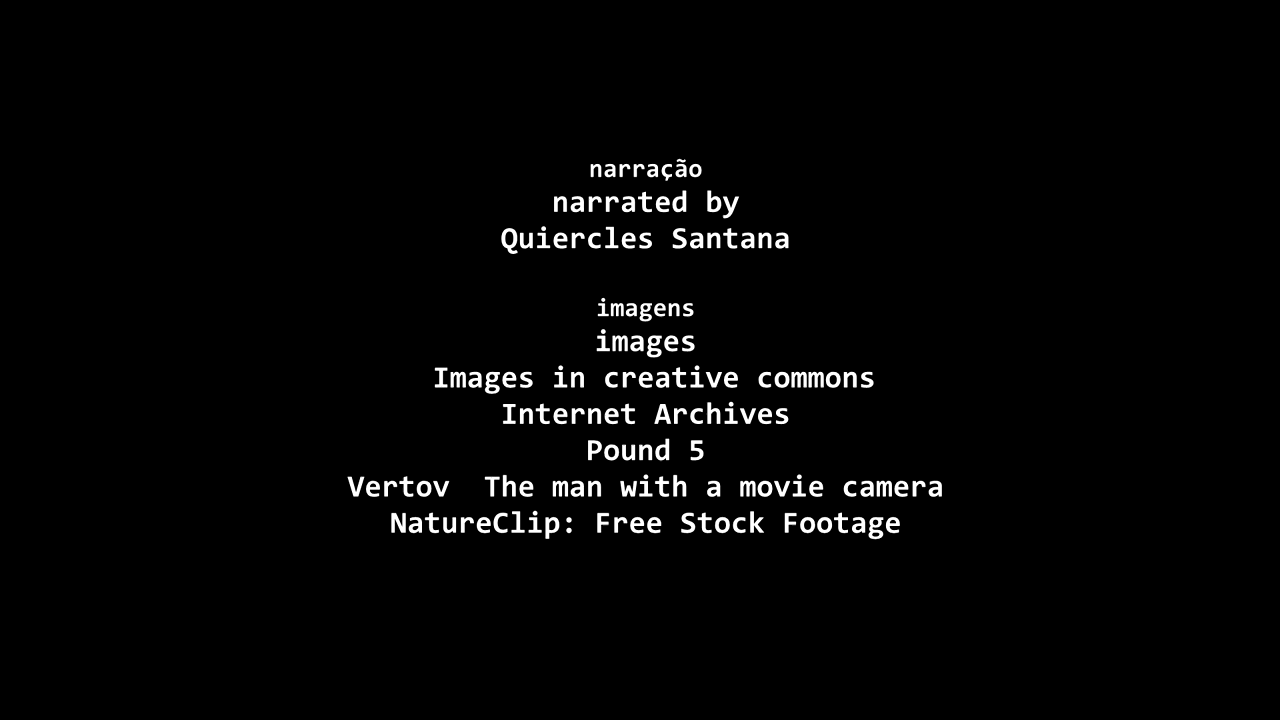 narração
narrated by
Quiercles Santana
imagens
images
Images in creative commons
Internet Archives
Pound 5
Vertov  The man with a movie camera
NatureClip: Free Stock Footage